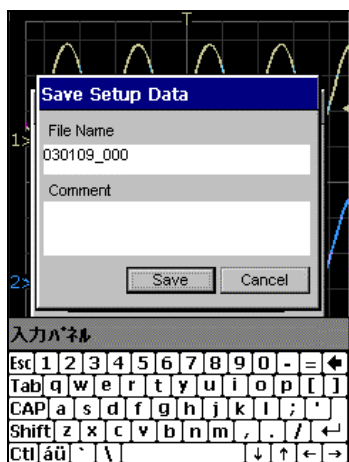 T
Save Setup Data
File Name
1>
030109_000
Comment
2>
Save Cancel
入力パネル
Esc 1 2 3 4 5 6 7 8 9 0 - =
Tab q w e r t y u i o p [ ]
CAP a s d f g h j k l ; '
Shift z x c v b n m , . /
Ctl áü ` \ ↓ ↑ ← →